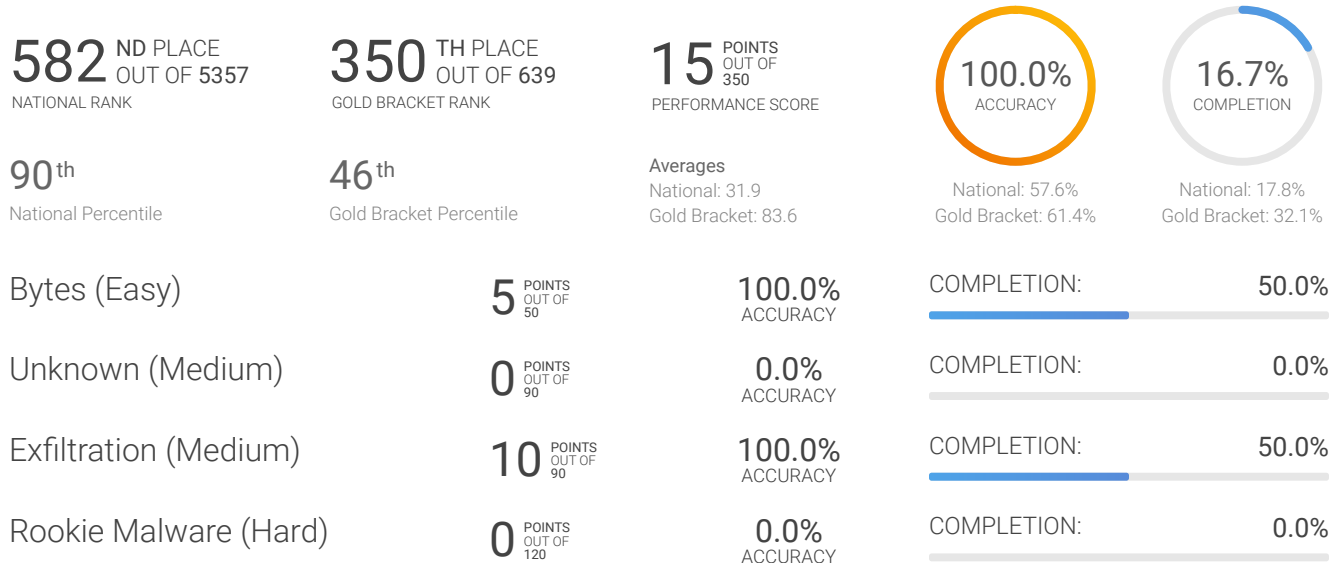 582 ND PLACE OUT OF 5357
NATIONAL RANK
350 TH PLACE OUT OF 639
GOLD BRACKET RANK
15 POINTS OUT OF 350
PERFORMANCE SCORE
100.0%
ACCURACY
16.7%
COMPLETION
90th
National Percentile
46th
Gold Bracket Percentile
Averages
National: 31.9
Gold Bracket: 83.6
National: 57.6%
Gold Bracket: 61.4%
National: 17.8%
Gold Bracket: 32.1%
Bytes (Easy)
5 POINTS OUT OF 50
100.0%
ACCURACY
COMPLETION: 50.0%
Unknown (Medium)
0 POINTS OUT OF 90
0.0%
ACCURACY
COMPLETION: 0.0%
Exfiltration (Medium)
10 POINTS OUT OF 90
100.0%
ACCURACY
COMPLETION: 50.0%
Rookie Malware (Hard)
0 POINTS OUT OF 120
0.0%
ACCURACY
COMPLETION: 0.0%